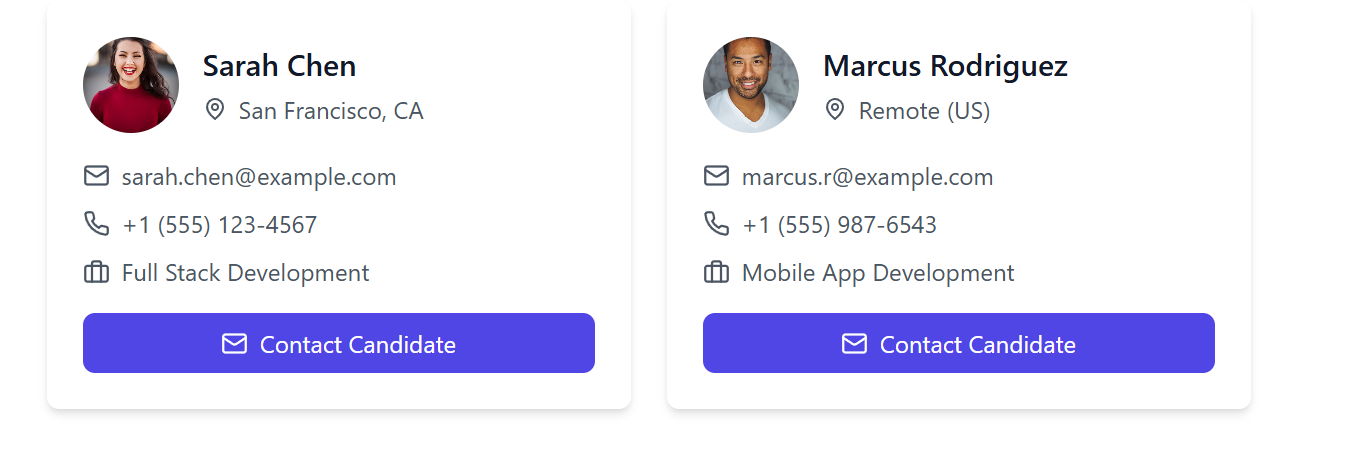 Sarah Chen
San Francisco, CA
sarah.chen@example.com
+1 (555) 123-4567
Full Stack Development
Contact Candidate
Marcus Rodriguez
Remote (US)
marcus.r@example.com
+1 (555) 987-6543
Mobile App Development
Contact Candidate